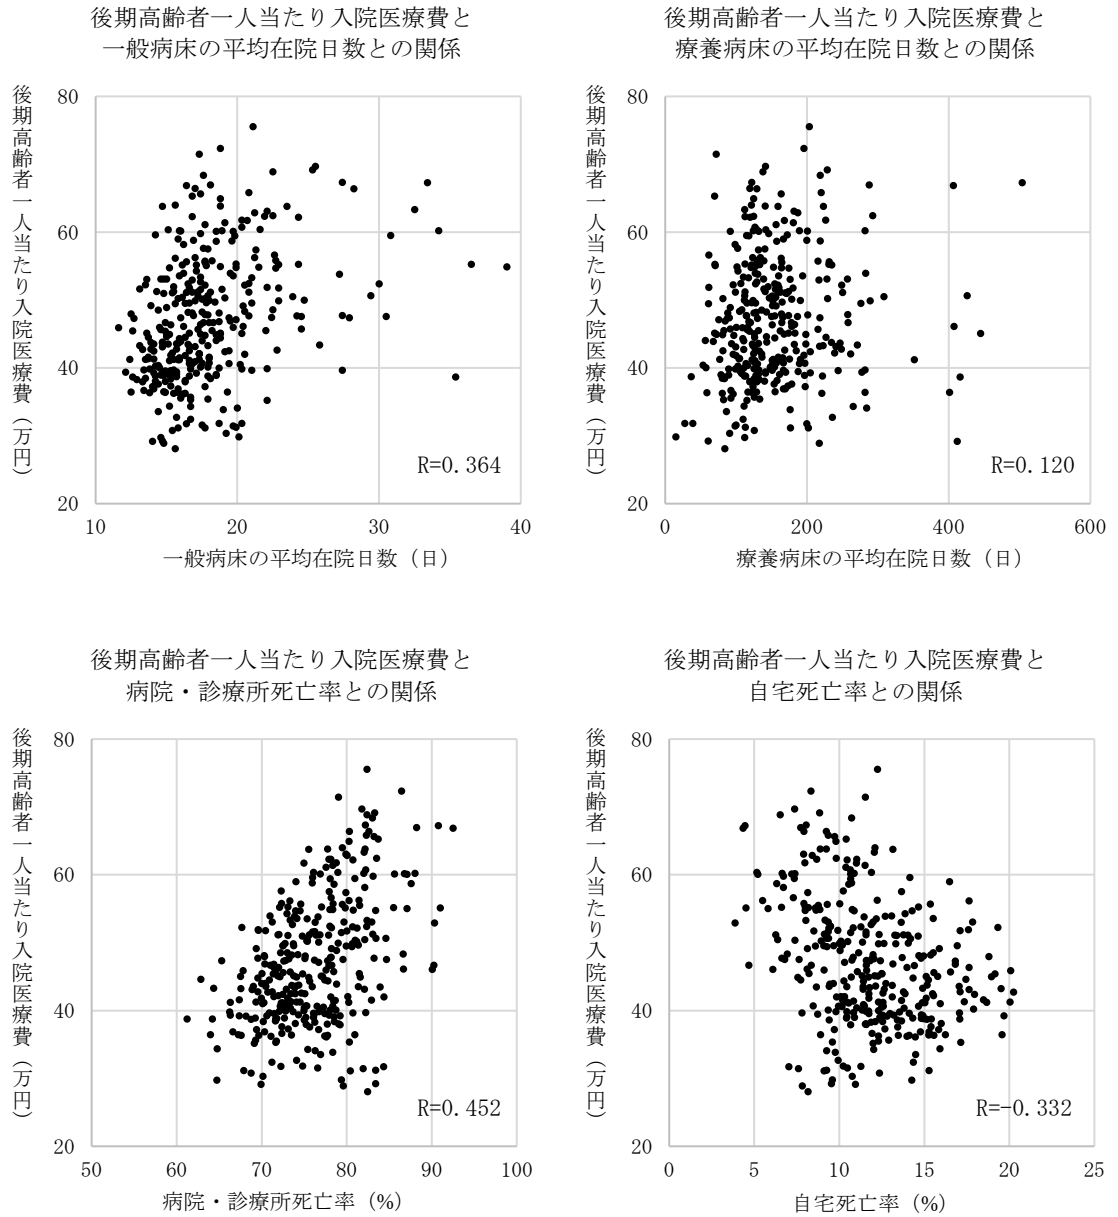 後期高齢者一人当たり入院医療費と
一般病床の平均在院日数との関係
後期高齢者一人当たり入院医療費（万円）
80
60
40
20
10
20
30
40
R=0.364
一般病床の平均在院日数（日）
後期高齢者一人当たり入院医療費と
療養病床の平均在院日数との関係
後期高齢者一人当たり入院医療費（万円）
80
60
40
20
0
200
400
600
R=0.120
療養病床の平均在院日数（日）
後期高齢者一人当たり入院医療費と
病院・診療所死亡率との関係
後期高齢者一人当たり入院医療費（万円）
80
60
40
20
50
60
70
80
90
100
R=0.452
病院・診療所死亡率（%）
後期高齢者一人当たり入院医療費と
自宅死亡率との関係
後期高齢者一人当たり入院医療費（万円）
80
60
40
20
0
5
10
15
20
25
R=-0.332
自宅死亡率（%）